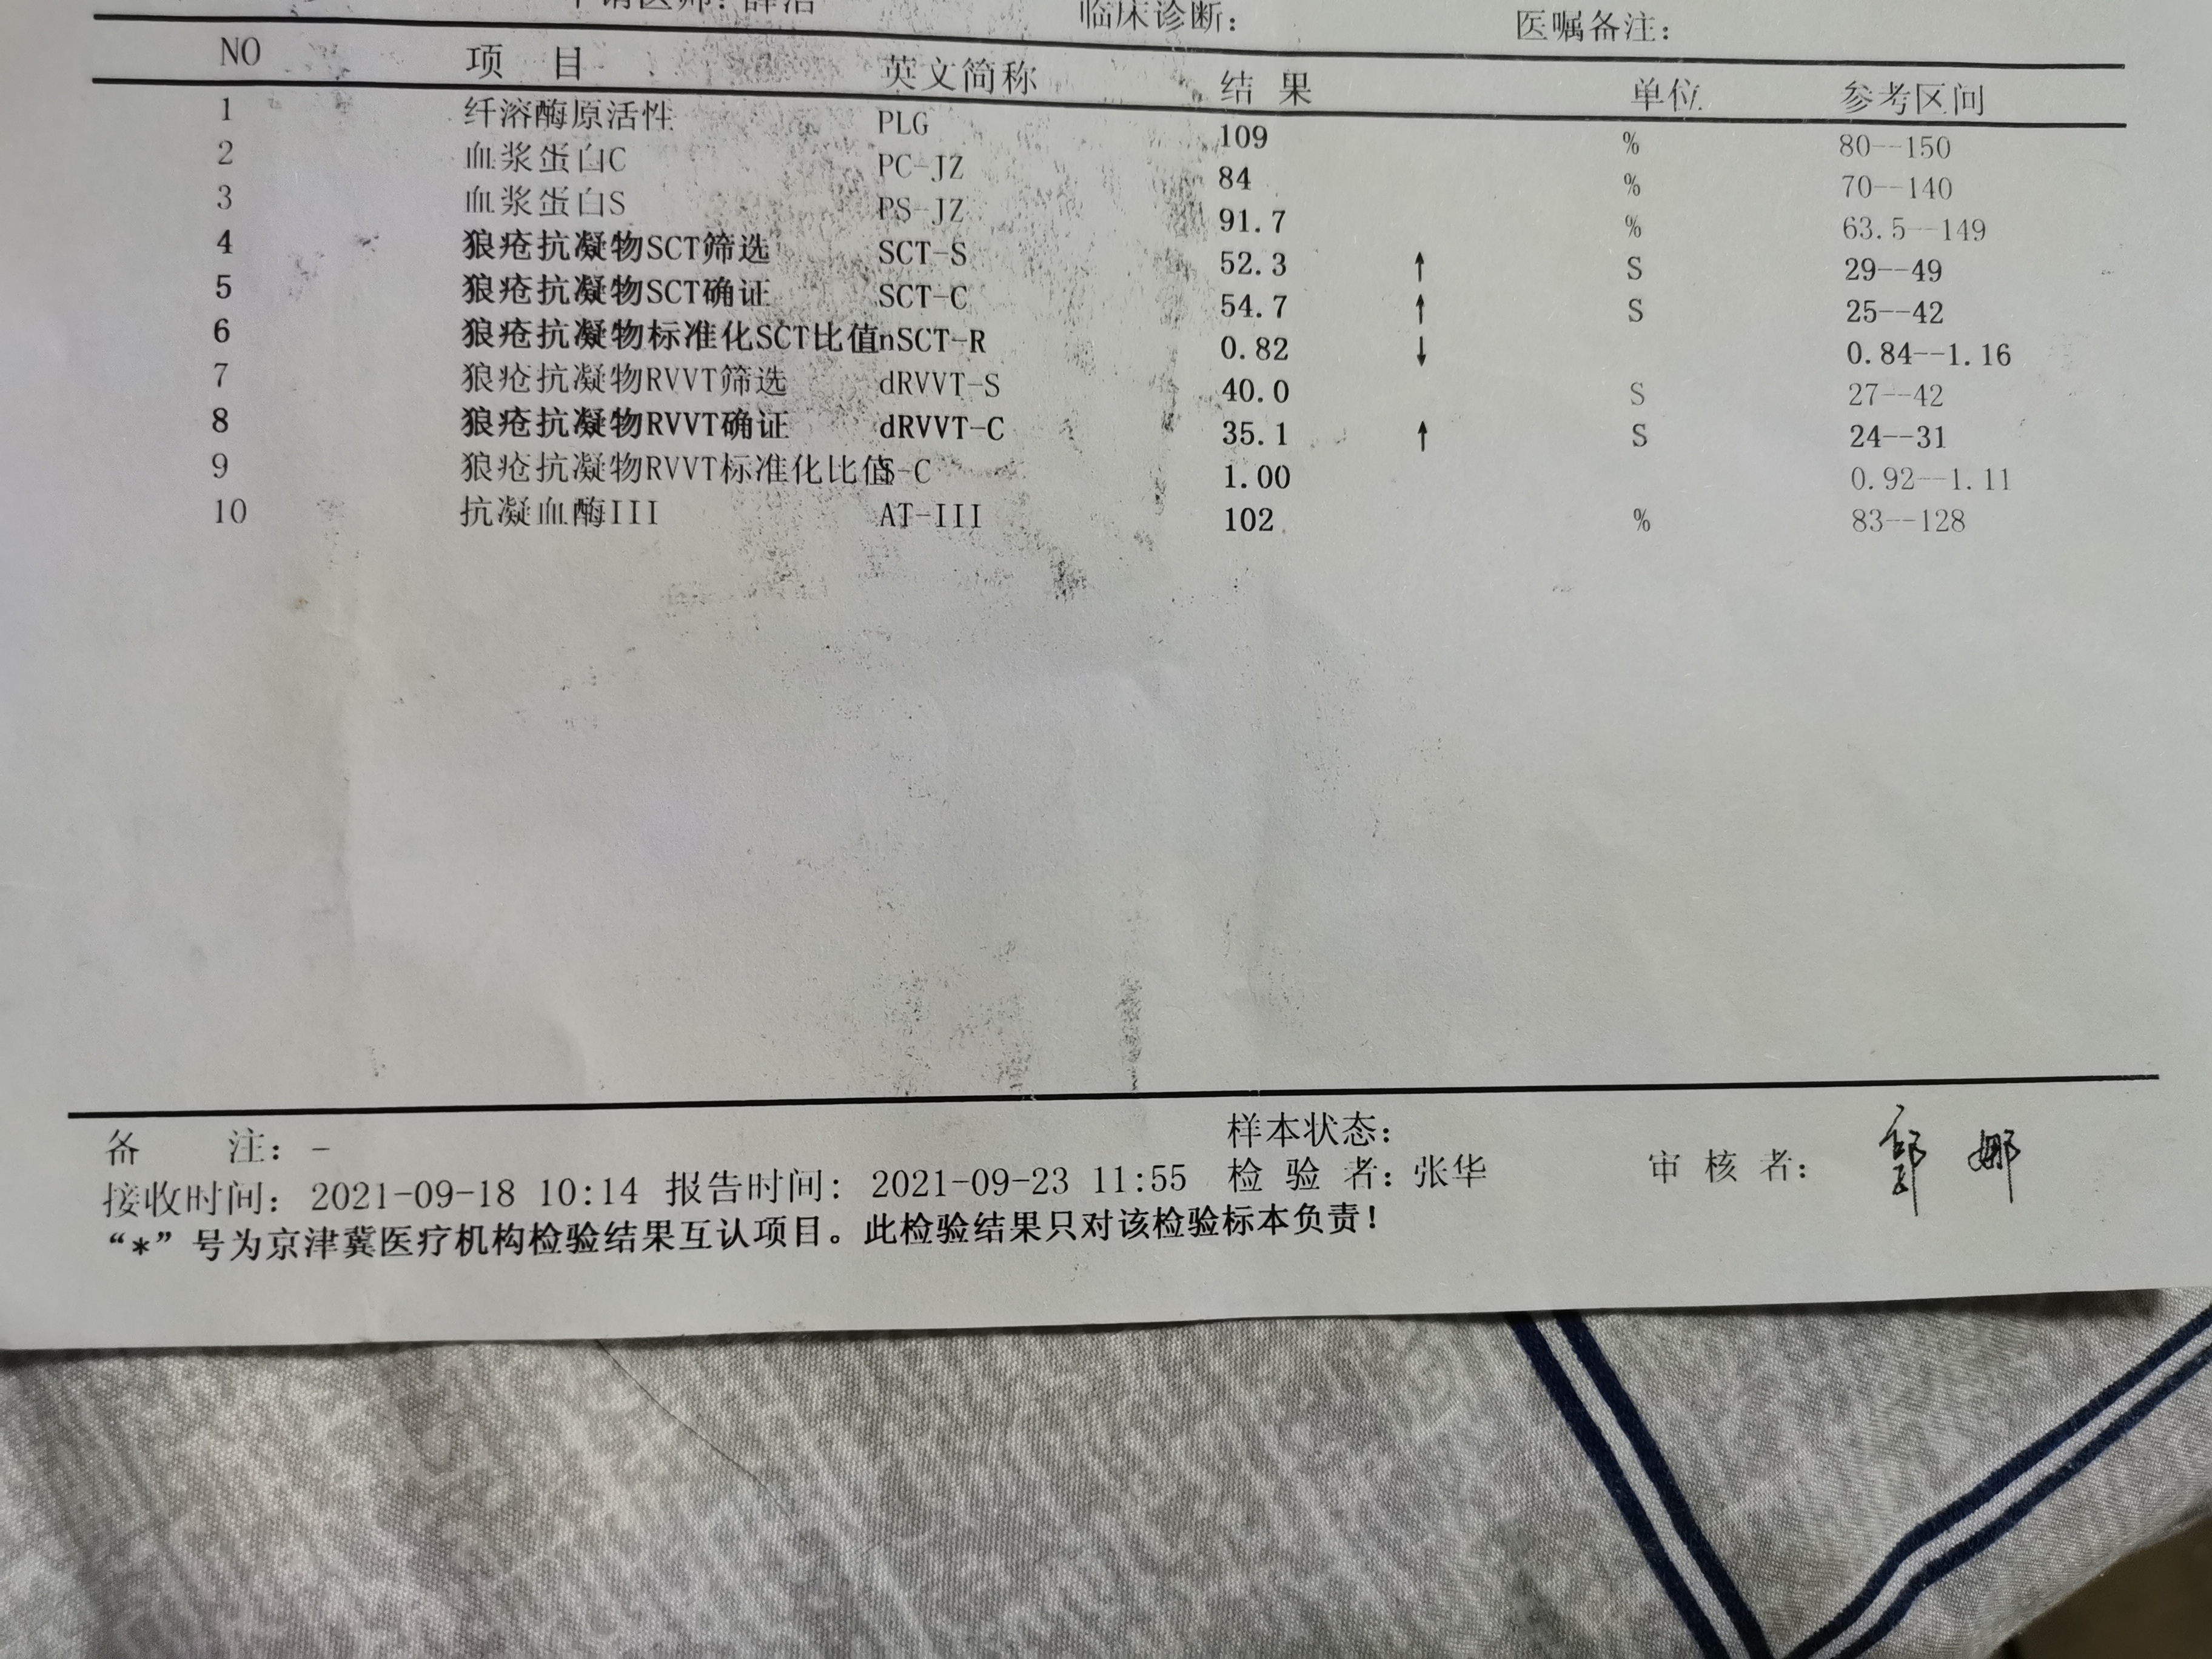 申请医师: 薛洁 临床诊断: 医嘱备注:
NO 项 目 英文简称 结 果 单位 参考区间
1 纤溶酶原活性 PLG 109 % 80--150
2 血浆蛋白C PC-JZ 84 % 70--140
3 血浆蛋白S PS-JZ 91.7 % 63.5--149
4 狼疮抗凝物SCT筛选 SCT-S 52.3 ↑ S 29--49
5 狼疮抗凝物SCT确证 SCT-C 54.7 ↑ S 25--42
6 狼疮抗凝物标准化SCT比值 nSCT-R 0.82 ↓ 0.84--1.16
7 狼疮抗凝物RVVT筛选 dRVVT-S 40.0 S 27--42
8 狼疮抗凝物RVVT确证 dRVVT-C 35.1 ↑ S 24--31
9 狼疮抗凝物RVVT标准化比值 S-C 1.00 0.92--1.11
10 抗凝血酶III AT-III 102 % 83--128
样本状态:
备 注: -
接收时间: 2021-09-18 10:14 报告时间: 2021-09-23 11:55 检 验 者: 张华 审 核 者: 郭娜
“*”号为京津冀医疗机构检验结果互认项目。此检验结果只对该检验标本负责!